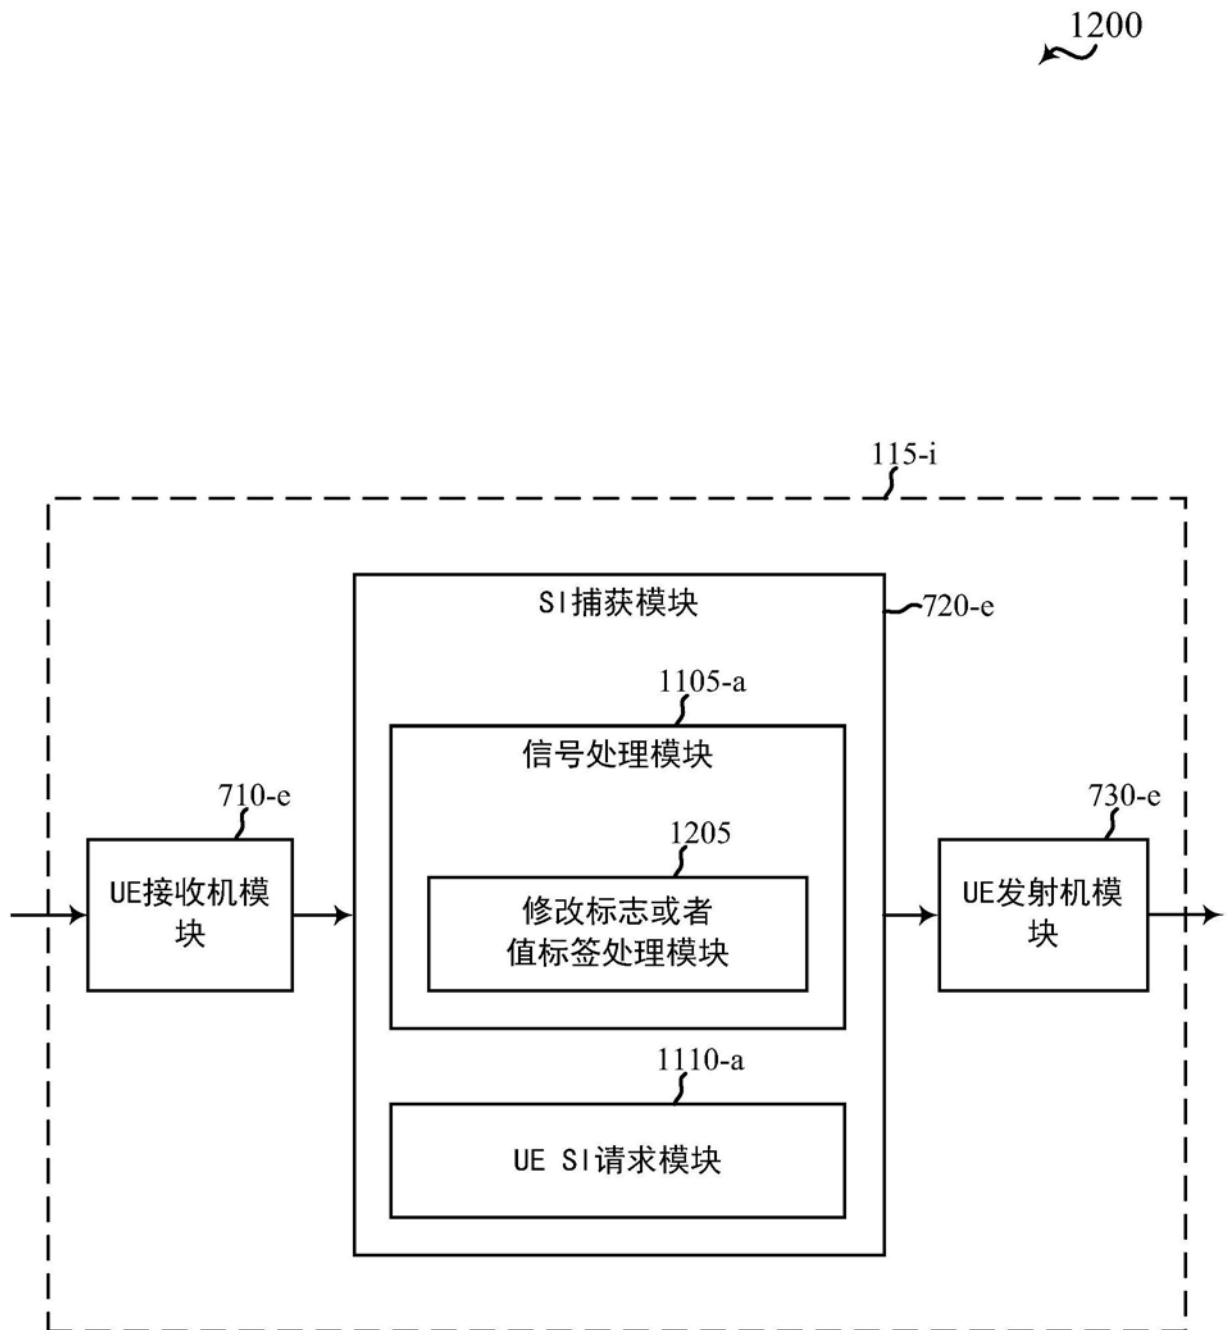 1200
115-i
SI捕获模块
720-e
1105-a
信号处理模块
710-e
730-e
1205
UE接收机模
块
修改标志或者
值标签处理模块
UE发射机模
块
1110-a
UE SI请求模块